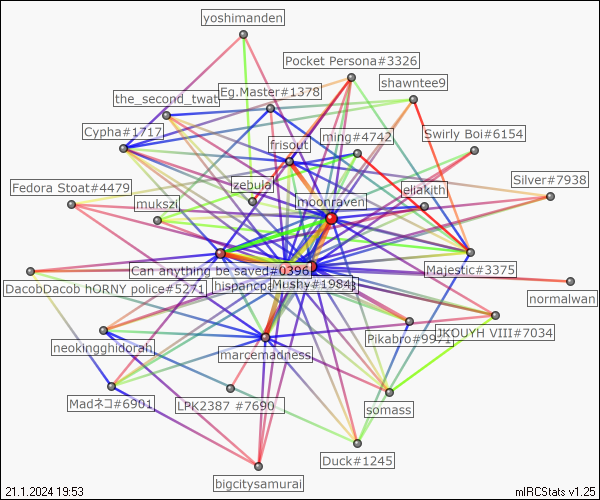 yoshimanden
Pocket Persona#3326
shawntee9
Eg.Master#1378
the_second_twat
Cypha#1717
ming#4742
Swirly Boi#6154
frisout
Fedora Stoat#4479
zebula
eliakith
Silver#7938
mukszi
moonraven
Can anything be saved#0396
Majestic#3375
DacobDacob hORNY police#5271
Mushy#1984
normalwan
neokingghidorah
Pikabro#9971
JKOUYH VIII#7034
marcemadness
Madネコ#6901
LPK2387 #7690
somass
Duck#1245
bigcitysamurai
21.1.2024 19:53
mIRCStats v1.25